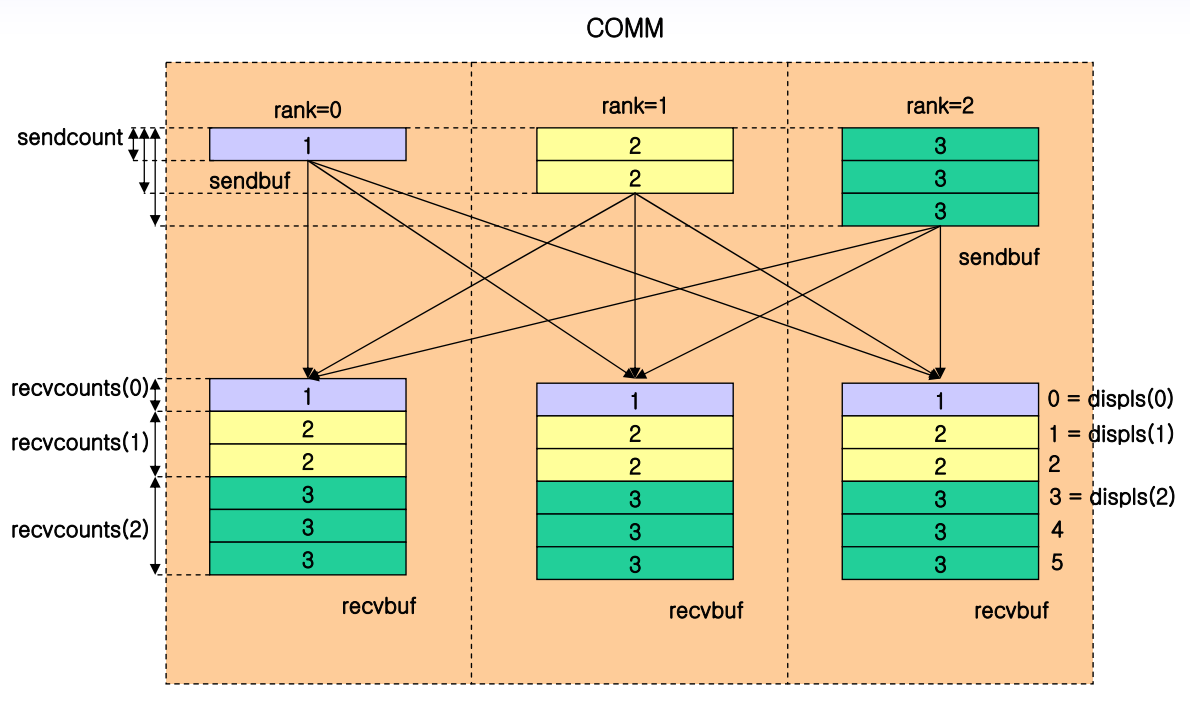 COMM
rank=0
rank=1
rank=2
sendcount
1
2
3
sendbuf
2
3
3
sendbuf
recvcounts(0)
1
1
1
0 = displs(0)
recvcounts(1)
2
2
2
1 = displs(1)
2
2
2
2
recvcounts(2)
3
3
3
3 = displs(2)
3
3
3
4
3
3
3
5
recvbuf
recvbuf
recvbuf